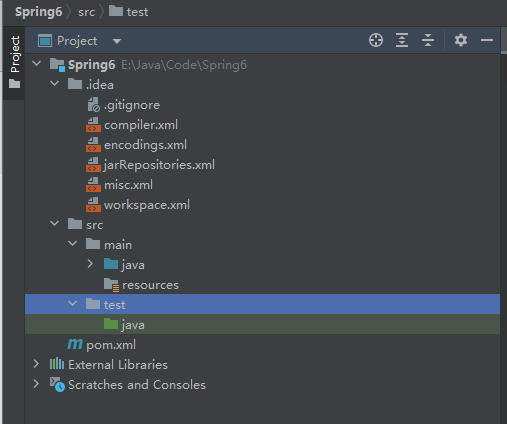 Spring6 > src > test
Project
Project
Spring6 E:\Java\Code\Spring6
.idea
.gitignore
compiler.xml
encodings.xml
jarRepositories.xml
misc.xml
workspace.xml
src
main
java
resources
test
java
pom.xml
External Libraries
Scratches and Consoles